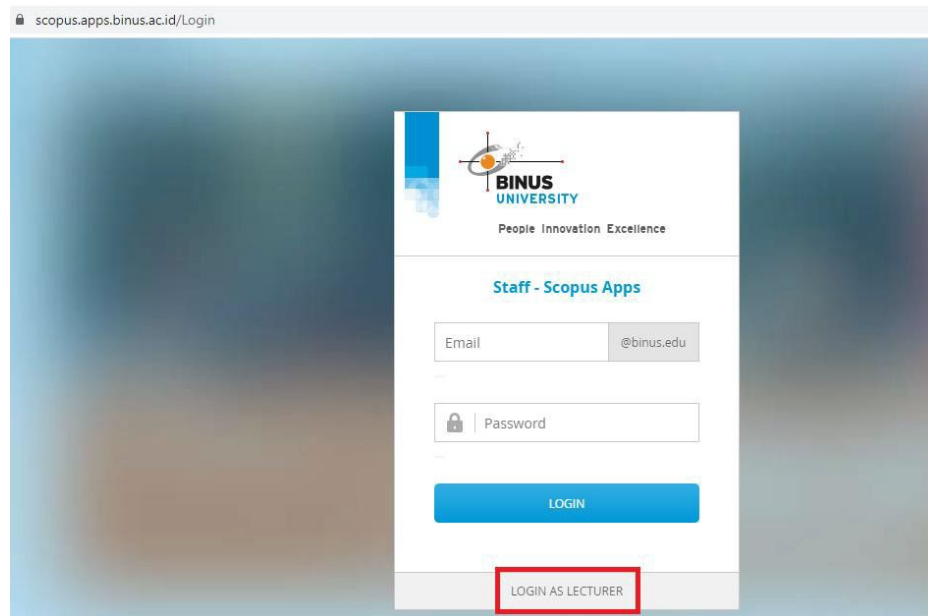 scopus.apps.binus.ac.id/Login
BINUS
UNIVERSITY
People Innovation Excellence
Staff - Scopus Apps
Email @binus.edu
Password
LOGIN
LOGIN AS LECTURER